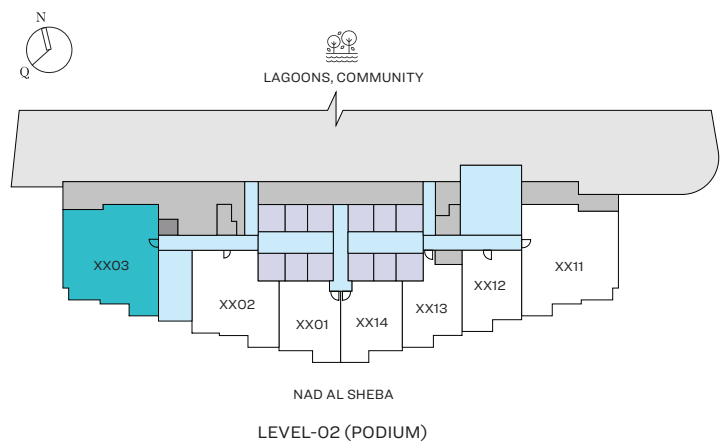 N
Q
LAGOONS, COMMUNITY
XX03
XX02
XX01
XX14
XX13
XX12
XX11
NAD AL SHEBA
LEVEL-02 (PODIUM)